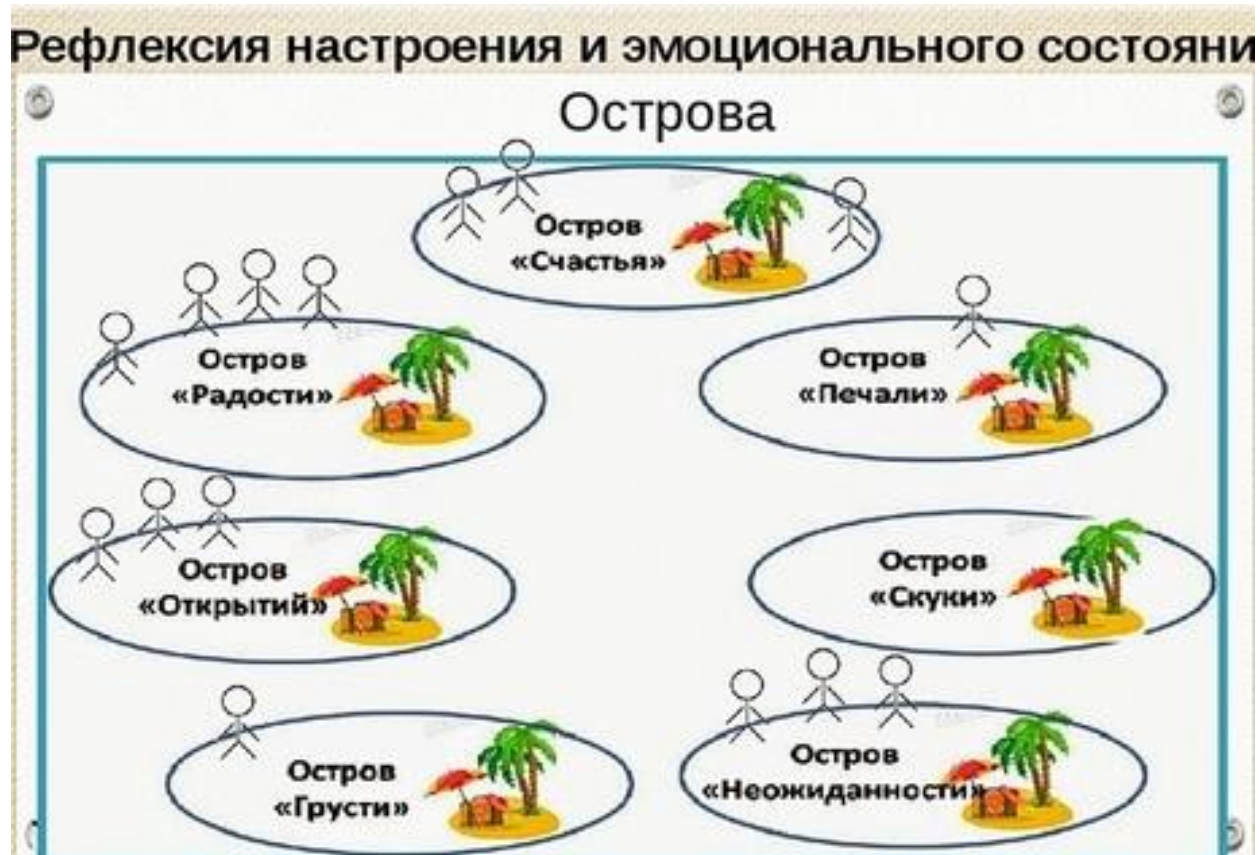 Рефлексия настроения и эмоционального состояни
Острова
Остров
«Счастья»
Остров
«Радости»
Остров
«Печали»
Остров
«Открытий»
Остров
«Скуки»
Остров
«Грусти»
Остров
«Неожиданности»